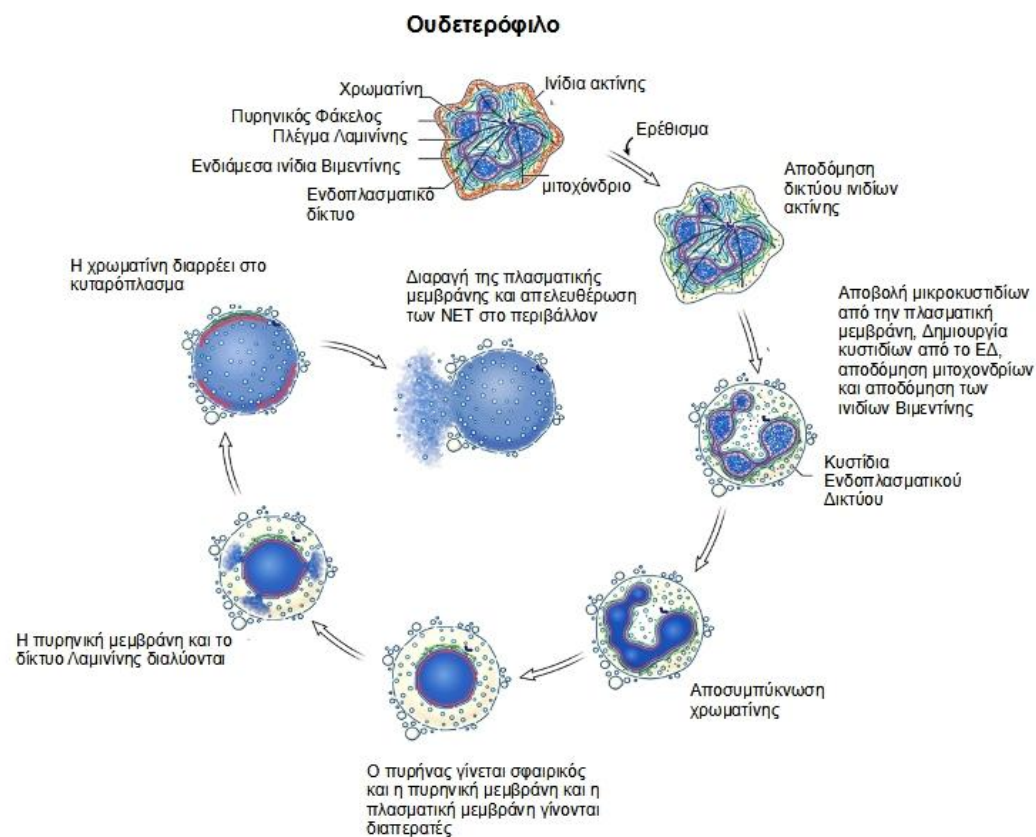 Ουδετερόφιλο
Χρωματίνη
Πυρηνικός Φάκελος
Πλέγμα Λαμινίνης
Ενδιάμεσα ινίδια Βιμεντίνης
Ενδοπλασματικό
δίκτυο
Ινίδια ακτίνης
μιτοχόνδριο
Ερέθισμα
Αποδόμηση
δικτύου ινιδίων
ακτίνης
Αποβολή μικροκυστιδίων
από την πλασματική
μεμβράνη, Δημιουργία
κυστιδίων από το ΕΔ,
αποδόμηση μιτοχονδρίων
και αποδόμηση των
ινιδίων Βιμεντίνης
Κυστίδια
Ενδοπλασματικού
Δικτύου
Αποσυμπύκνωση
χρωματίνης
Ο πυρήνας γίνεται σφαιρικός
και η πυρηνική μεμβράνη και η
πλασματική μεμβράνη γίνονται
διαπερατές
Η πυρηνική μεμβράνη και το
δίκτυο Λαμινίνης διαλύονται
Η χρωματίνη διαρρέει στο
κυταρόπλασμα
Διαραγή της πλασματικής
μεμβράνης και απελευθέρωση
των ΝΕΤ στο περιβάλλον